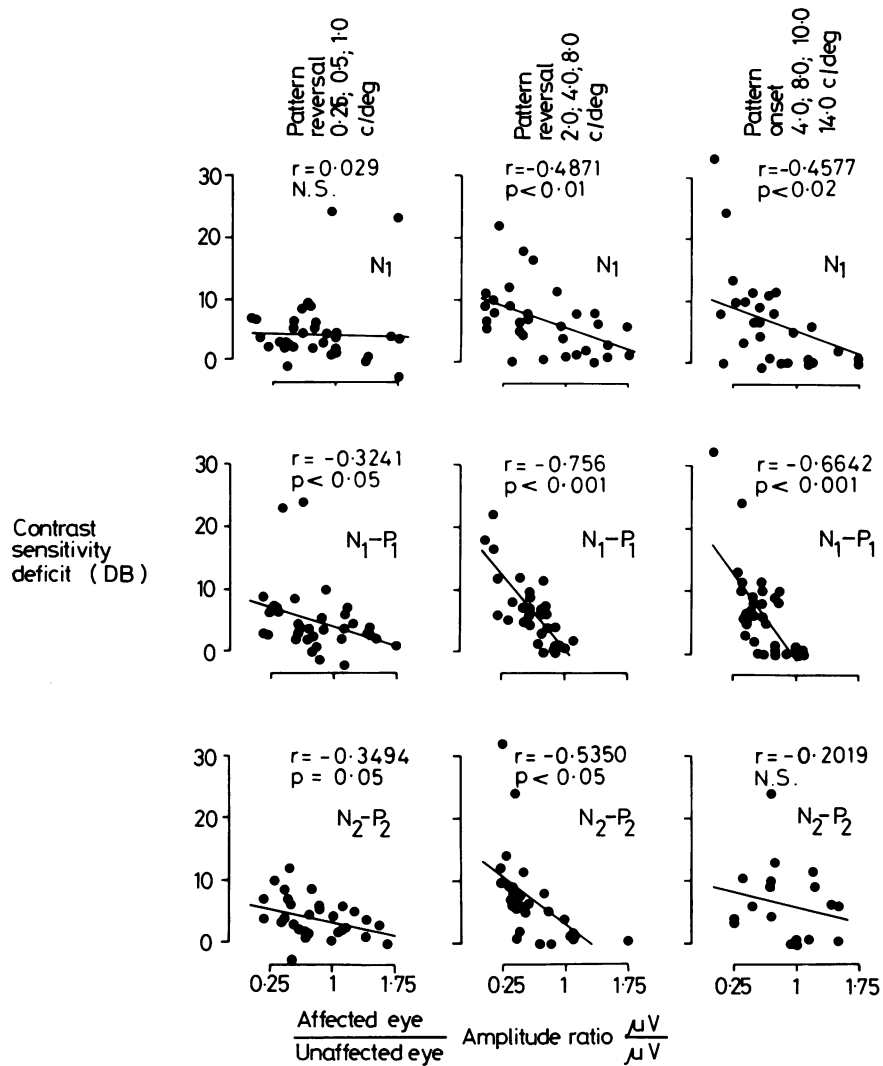 Pattern
reversal
0·25; 0·5; 1·0
c/deg
Pattern
reversal
2·0; 4·0; 8·0
c/deg
Pattern
onset
4·0; 8·0; 10·0
14·0 c/deg
30
20
10
0
r = 0·029
N.S.
N1
r=-0·4871
p< 0·01
N1
r=-0·4577
p< 0·02
N1
Contrast
sensitivity
deficit (DB)
30
20
10
0
r = -0·3241
p< 0·05
N1-P1
r = -0·756
p< 0·001
N1-P1
r = -0·6642
p< 0·001
N1-P1
30
20
10
0
r = -0·3494
p = 0·05
N2-P2
r = -0·5350
p < 0·05
N2-P2
r = -0·2019
N.S.
N2-P2
0·25 1 1·75
0·25 1 1·75
0·25 1 1·75
Affected eye
Unaffected eye
Amplitude ratio
μV
μV